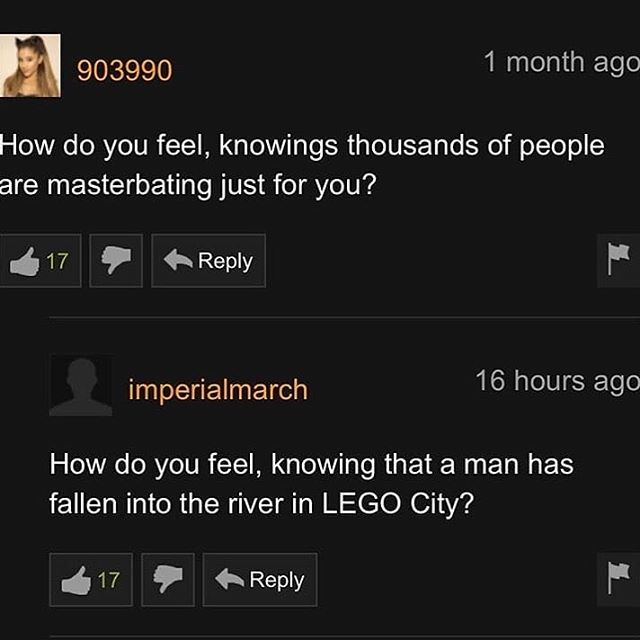 903990
1 month ago
How do you feel, knowings thousands of people
are masterbating just for you?
17
Reply
imperialmarch
16 hours ago
How do you feel, knowing that a man has
fallen into the river in LEGO City?
17
Reply